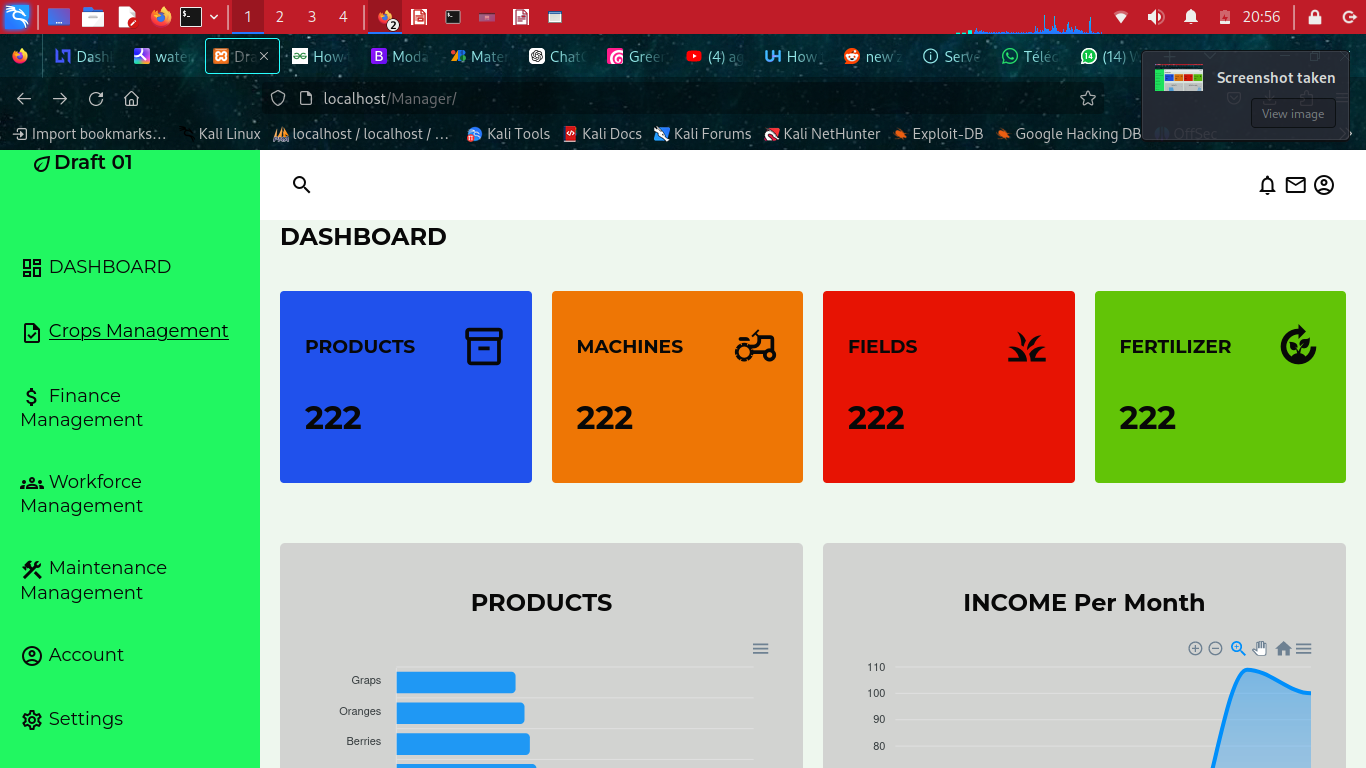 1 2 3 4 2 20:56
Dash wate Dra How Mod Mater Chat Gree (4) ag How new Serve Telec (14) W
Screenshot taken
View image
localhost/Manager/
Import bookmarks... Kali Linux localhost / localhost / ... Kali Tools Kali Docs Kali Forums Kali NetHunter Exploit-DB Google Hacking DB OffSec
Draft 01
DASHBOARD
Crops Management
Finance
Management
Workforce
Management
Maintenance
Management
Account
Settings
DASHBOARD
PRODUCTS
222
MACHINES
222
FIELDS
222
FERTILIZER
222
PRODUCTS
Graps
Oranges
Berries
INCOME Per Month
110
100
90
80